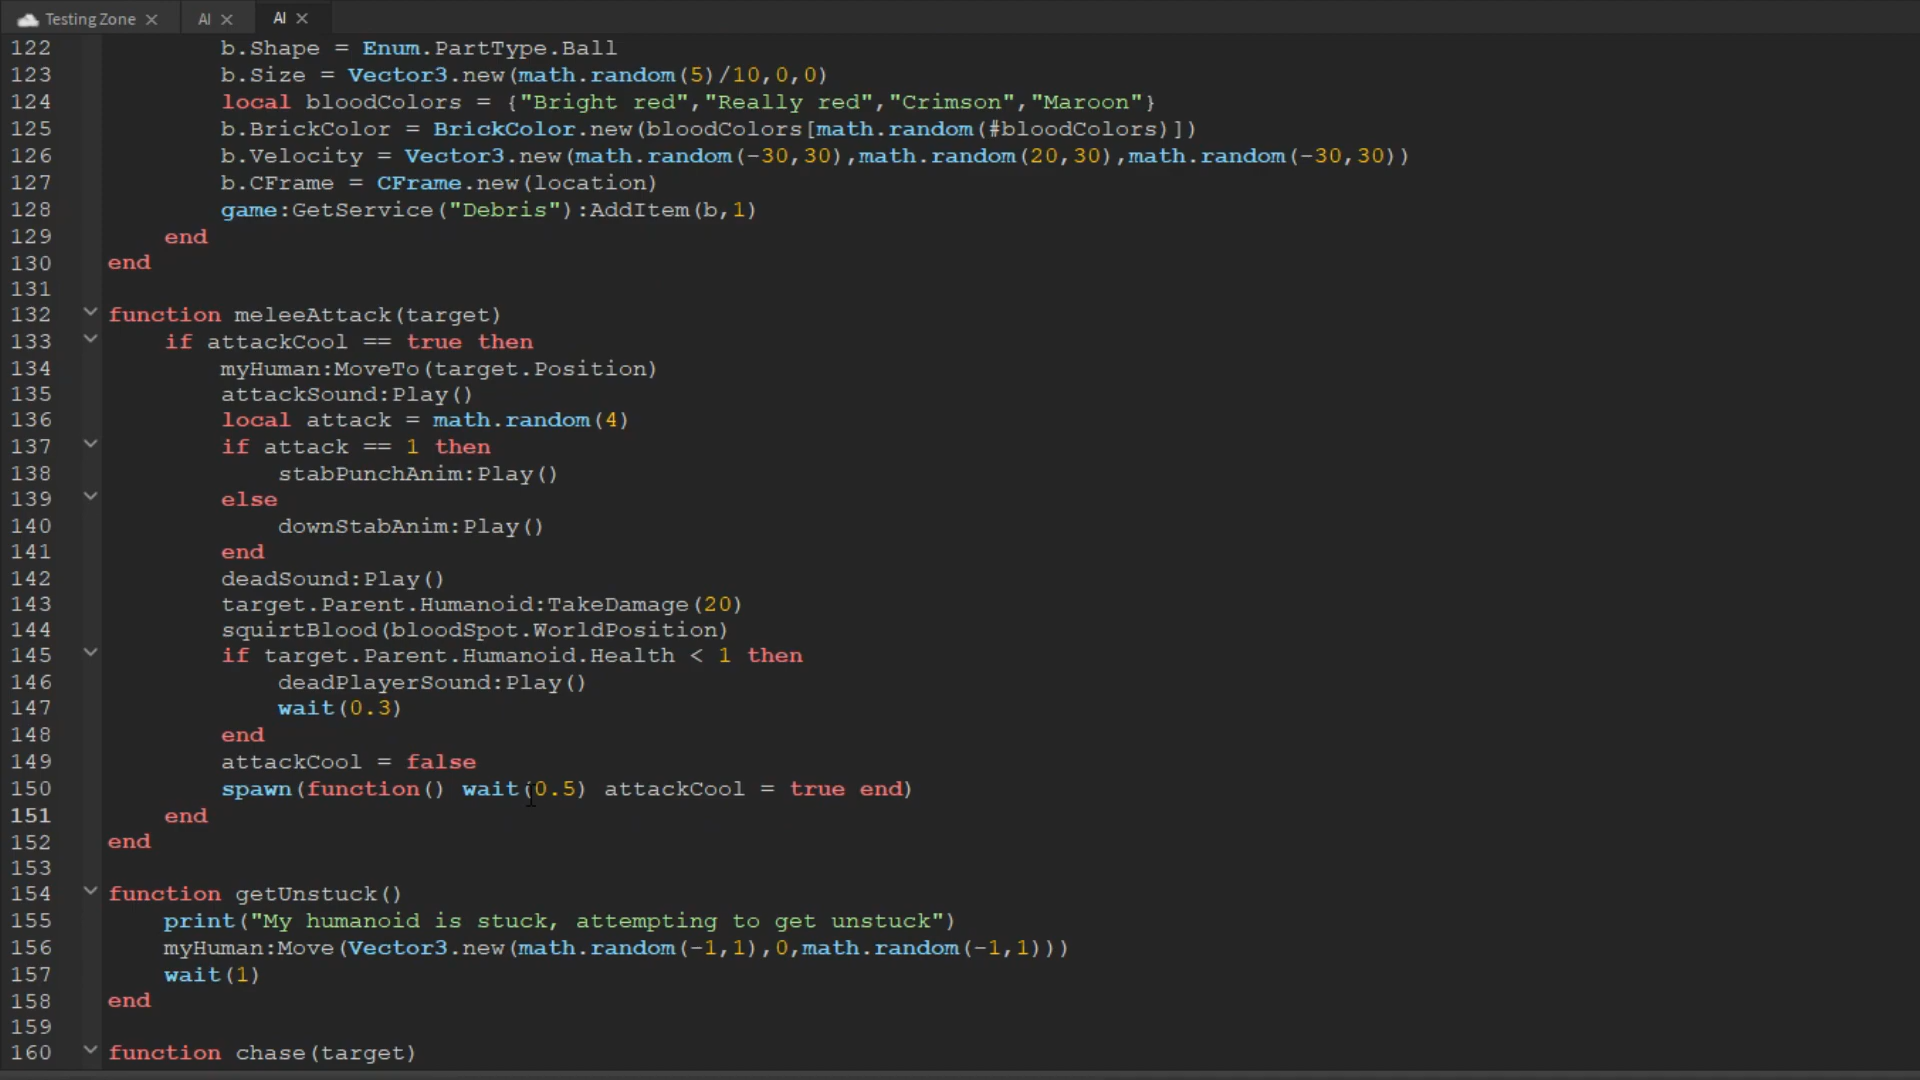 Testing Zone
AI
AI
122 b.Shape = Enum.PartType.Ball
123 b.Size = Vector3.new(math.random(5)/10,0,0)
124 local bloodColors = {"Bright red","Really red","Crimson","Maroon"}
125 b.BrickColor = BrickColor.new(bloodColors[math.random(#bloodColors)])
126 b.Velocity = Vector3.new(math.random(-30,30),math.random(20,30),math.random(-30,30))
127 b.CFrame = CFrame.new(location)
128 game:GetService("Debris"):AddItem(b,1)
129 end
130 end
131
132 function meleeAttack(target)
133 if attackCool == true then
134 myHuman:MoveTo(target.Position)
135 attackSound:Play()
136 local attack = math.random(4)
137 if attack == 1 then
138 stabPunchAnim:Play()
139 else
140 downStabAnim:Play()
141 end
142 deadSound:Play()
143 target.Parent.Humanoid:TakeDamage(20)
144 squirtBlood(bloodSpot.WorldPosition)
145 if target.Parent.Humanoid.Health < 1 then
146 deadPlayerSound:Play()
147 wait(0.3)
148 end
149 attackCool = false
150 spawn(function() wait(0.5) attackCool = true end)
151 end
152 end
153
154 function getUnstuck()
155 print("My humanoid is stuck, attempting to get unstuck")
156 myHuman:Move(Vector3.new(math.random(-1,1),0,math.random(-1,1)))
157 wait(1)
158 end
159
160 function chase(target)